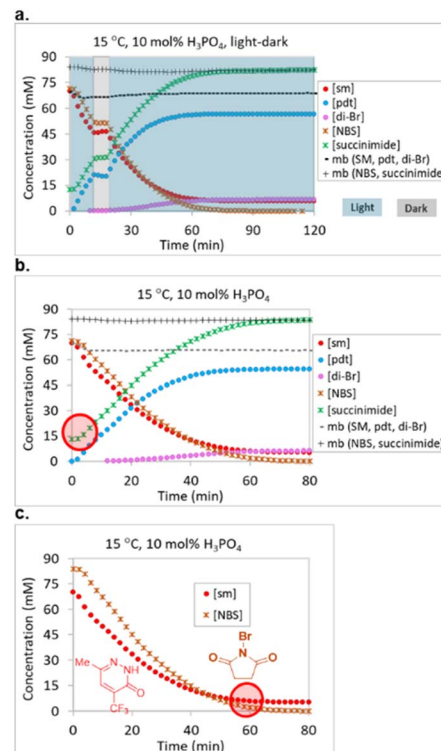 a.
15 °C, 10 mol% H₃PO₄, light-dark
Concentration (mM)
90
75
60
45
30
15
0
0 20 40 60 80 100 120
Time (min)
[sm]
[pdt]
[di-Br]
[NBS]
[succinimide]
mb (SM, pdt, di-Br)
mb (NBS, succinimide)
Light
Dark
b.
15 °C, 10 mol% H₃PO₄
Concentration (mM)
90
75
60
45
30
15
0
0 20 40 60 80
Time (min)
[sm]
[pdt]
[di-Br]
[NBS]
[succinimide]
mb (SM, pdt, di-Br)
mb (NBS, succinimide)
c.
15 °C, 10 mol% H₃PO₄
Concentration (mM)
90
75
60
45
30
15
0
0 20 40 60 80
Time (min)
[sm]
[NBS]
Me
N
NH
O
CF₃
Br
O N O